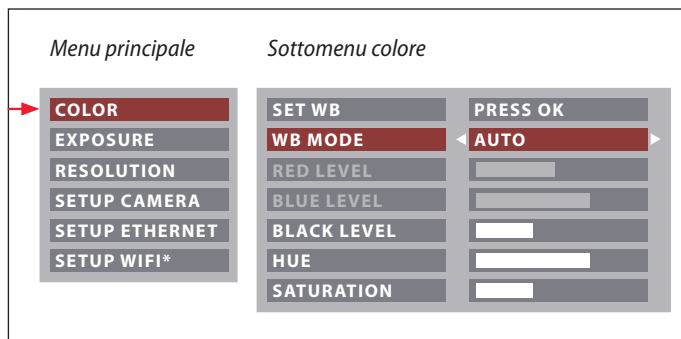 Menu principale
Sottomenu colore
COLOR
EXPOSURE
RESOLUTION
SETUP CAMERA
SETUP ETHERNET
SETUP WIFI*
SET WB PRESS OK
WB MODE AUTO
RED LEVEL
BLUE LEVEL
BLACK LEVEL
HUE
SATURATION